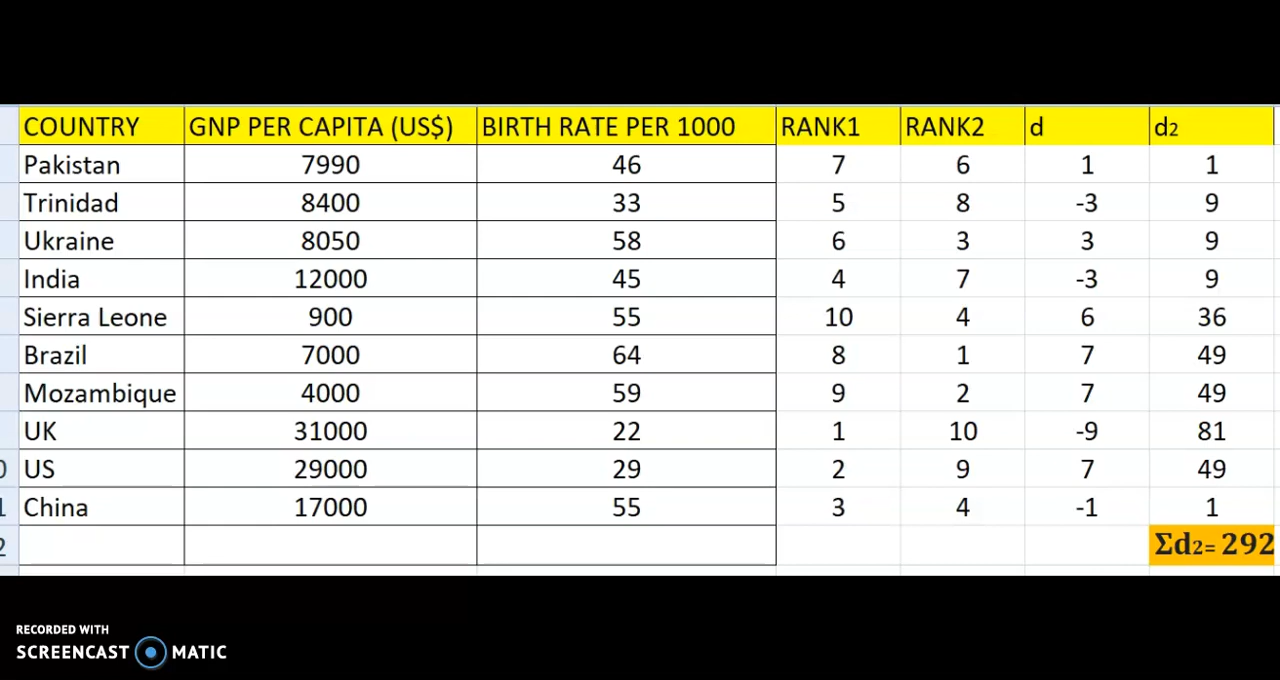 COUNTRY GNP PER CAPITA (US$) BIRTH RATE PER 1000 RANK1 RANK2 d d2
Pakistan 7990 46 7 6 1 1
Trinidad 8400 33 5 8 -3 9
Ukraine 8050 58 6 3 3 9
India 12000 45 4 7 -3 9
Sierra Leone 900 55 10 4 6 36
Brazil 7000 64 8 1 7 49
Mozambique 4000 59 9 2 7 49
UK 31000 22 1 10 -9 81
0 US 29000 29 2 9 7 49
1 China 17000 55 3 4 -1 1
2 Σd2= 292
RECORDED WITH
SCREENCAST MATIC